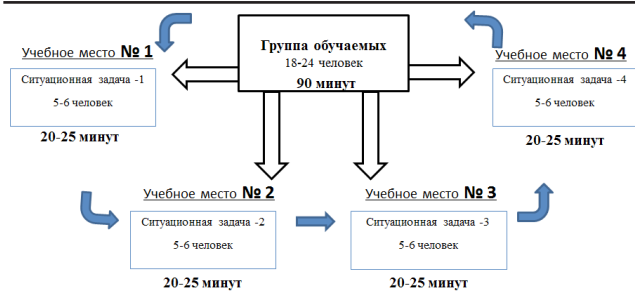 Группа обучаемых
18-24 человек
90 минут
Учебное место № 1
Ситуационная задача -1
5-6 человек
20-25 минут
Учебное место № 4
Ситуационная задача -4
5-6 человек
20-25 минут
Учебное место № 2
Ситуационная задача -2
5-6 человек
20-25 минут
Учебное место № 3
Ситуационная задача -3
5-6 человек
20-25 минут